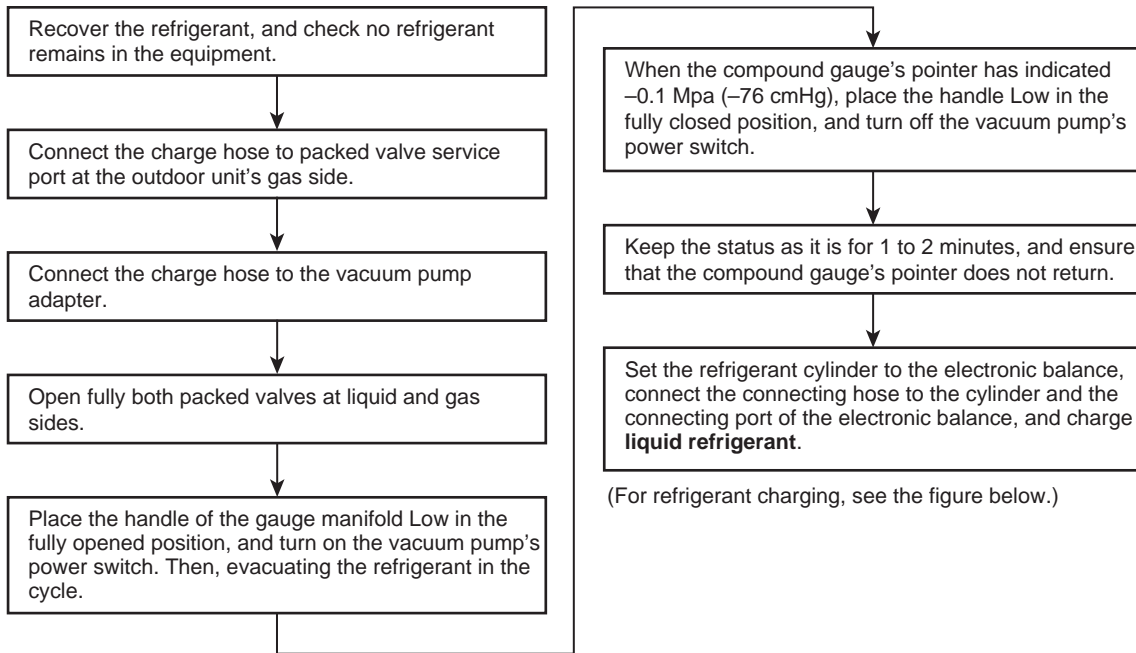 Recover the refrigerant, and check no refrigerant
remains in the equipment.
Connect the charge hose to packed valve service
port at the outdoor unit's gas side.
Connect the charge hose to the vacuum pump
adapter.
Open fully both packed valves at liquid and gas
sides.
Place the handle of the gauge manifold Low in the
fully opened position, and turn on the vacuum pump's
power switch. Then, evacuating the refrigerant in the
cycle.
When the compound gauge's pointer has indicated
–0.1 Mpa (–76 cmHg), place the handle Low in the
fully closed position, and turn off the vacuum pump's
power switch.
Keep the status as it is for 1 to 2 minutes, and ensure
that the compound gauge's pointer does not return.
Set the refrigerant cylinder to the electronic balance,
connect the connecting hose to the cylinder and the
connecting port of the electronic balance, and charge
liquid refrigerant.
(For refrigerant charging, see the figure below.)